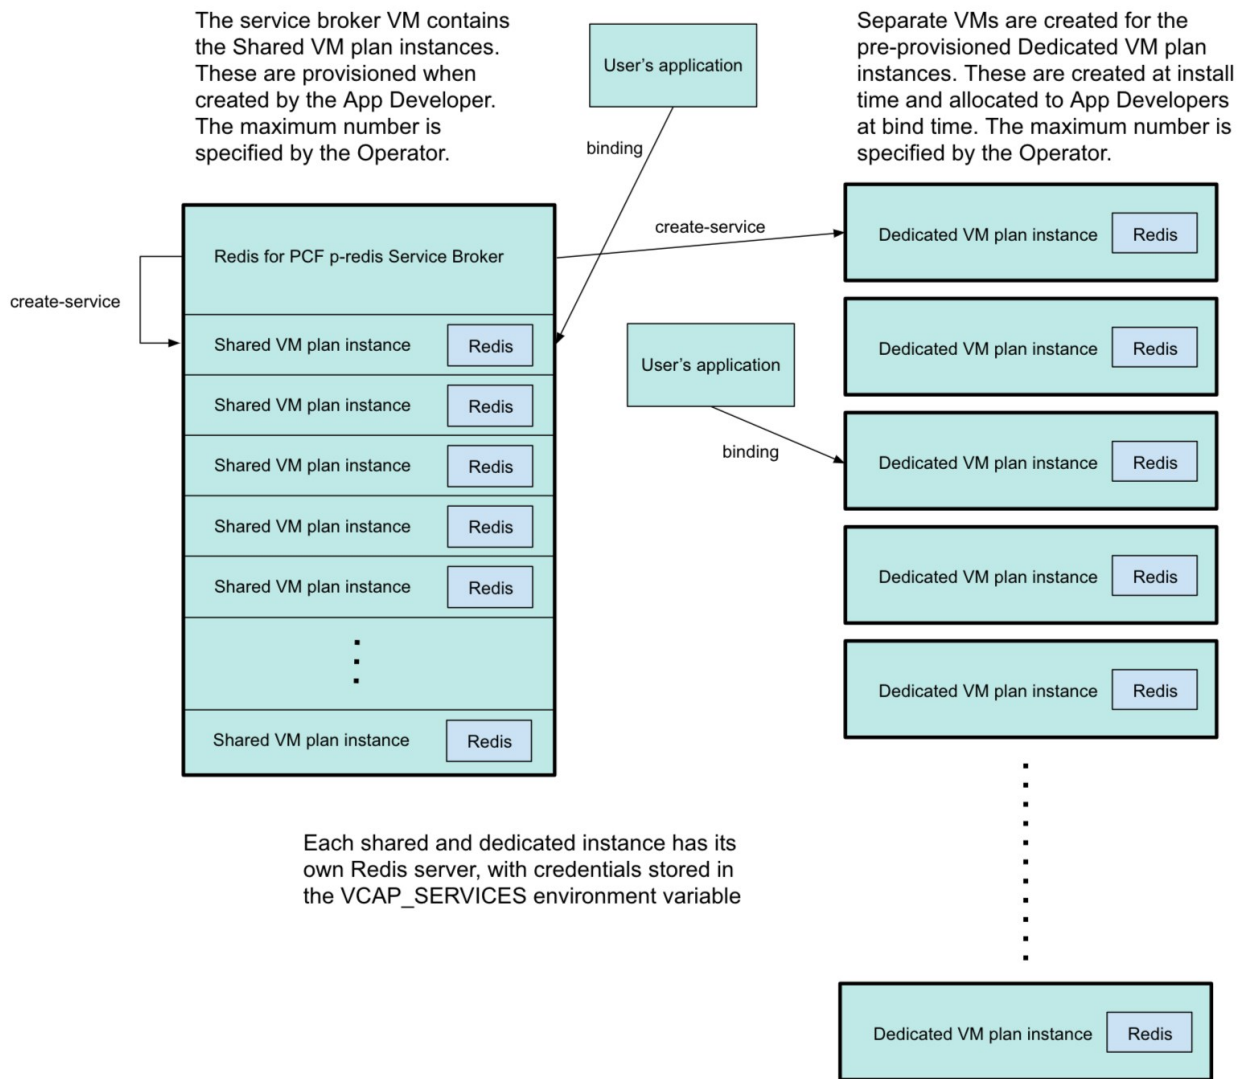 The service broker VM contains
the Shared VM plan instances.
These are provisioned when
created by the App Developer.
The maximum number is
specified by the Operator.
User's application
binding
Separate VMs are created for the
pre-provisioned Dedicated VM plan
instances. These are created at install
time and allocated to App Developers
at bind time. The maximum number is
specified by the Operator.
Redis for PCF p-redis Service Broker
create-service
Shared VM plan instance Redis
Shared VM plan instance Redis
Shared VM plan instance Redis
Shared VM plan instance Redis
Shared VM plan instance Redis
Shared VM plan instance Redis
create-service
User's application
binding
Dedicated VM plan instance Redis
Dedicated VM plan instance Redis
Dedicated VM plan instance Redis
Dedicated VM plan instance Redis
Dedicated VM plan instance Redis
Each shared and dedicated instance has its
own Redis server, with credentials stored in
the VCAP_SERVICES environment variable
Dedicated VM plan instance Redis